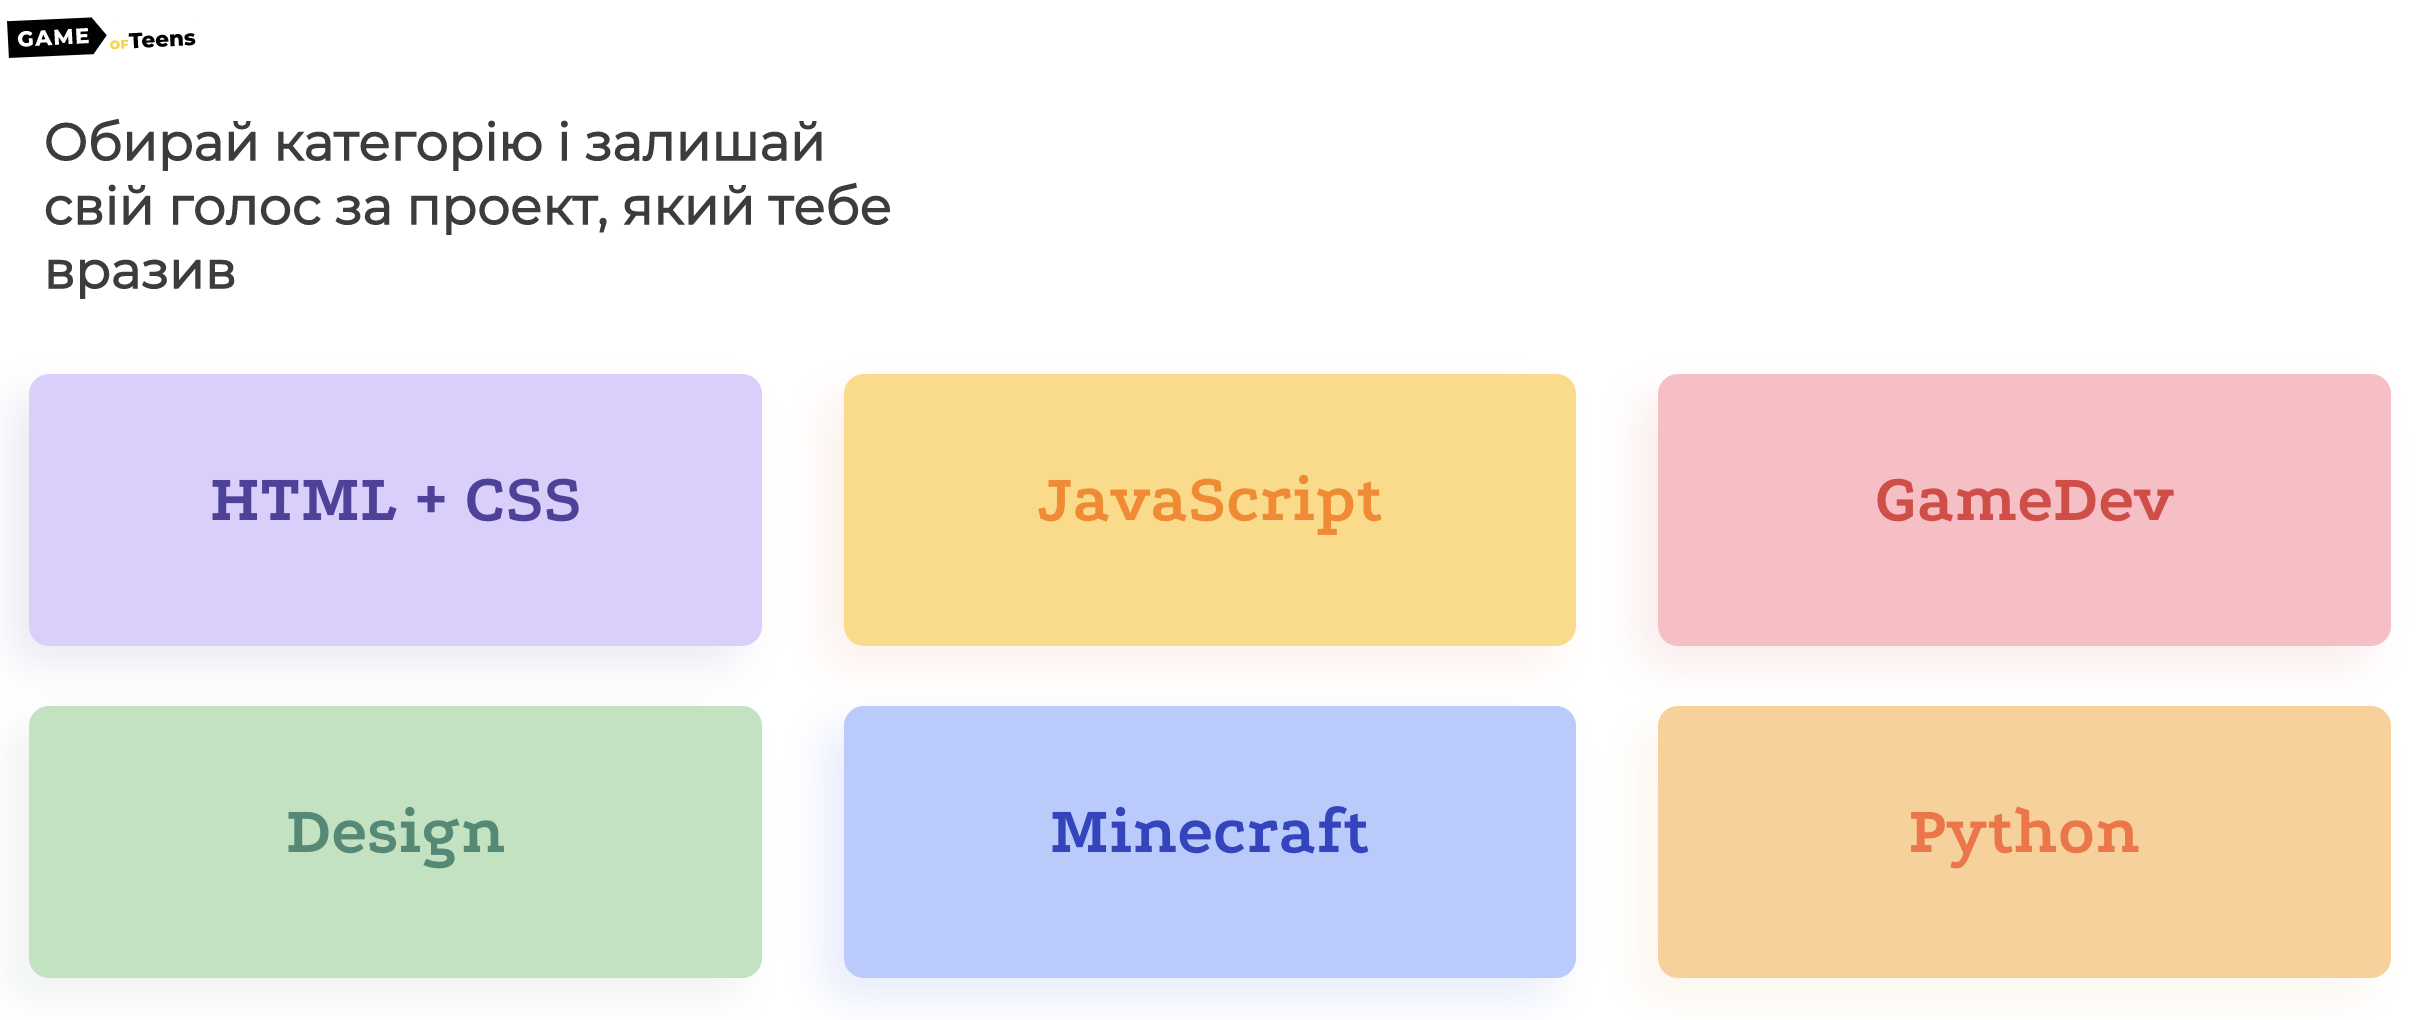 GAME OF Teens
Обирай категорію і залишай
свій голос за проект, який тебе
вразив
HTML + CSS
JavaScript
GameDev
Design
Minecraft
Python